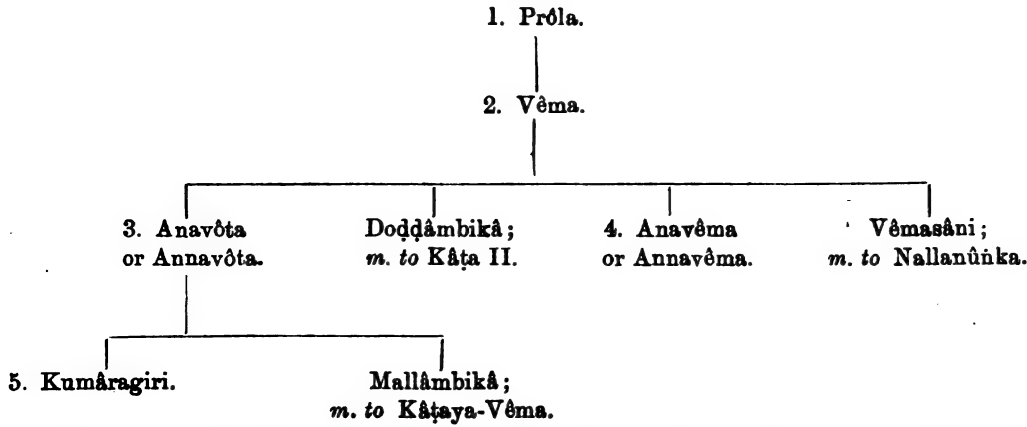 1. Prôla.
2. Vêma.
3. Anavôta Doḍḍâmbikâ; 4. Anavêma Vêmasâni;
or Annavôta. m. to Kâṭa II. or Annavêma. m. to Nallanûṅka.
5. Kumâragiri. Mallâmbikâ;
m. to Kâṭaya-Vêma.